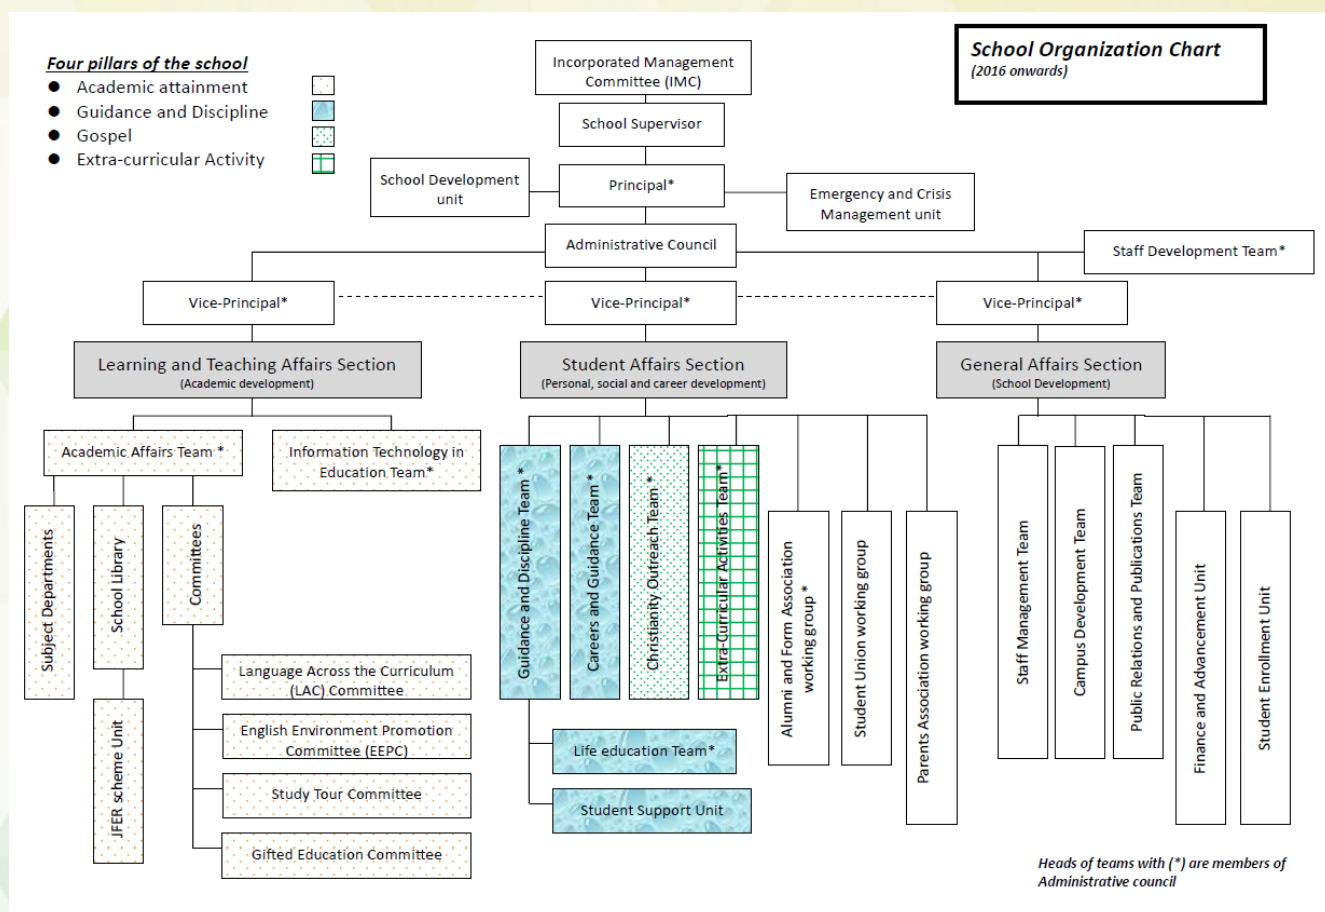 School Organization Chart
(2016 onwards)
Four pillars of the school
● Academic attainment
● Guidance and Discipline
● Gospel
● Extra-curricular Activity
Incorporated Management
Committee (IMC)
School Supervisor
School Development
unit
Principal*
Emergency and Crisis
Management unit
Administrative Council
Staff Development Team*
Vice-Principal*
Vice-Principal*
Vice-Principal*
Learning and Teaching Affairs Section
(Academic development)
Student Affairs Section
(Personal, social and career development)
General Affairs Section
(School Development)
Academic Affairs Team *
Information Technology in
Education Team*
Subject Departments
School Library
Committees
JFER scheme Unit
Language Across the Curriculum
(LAC) Committee
English Environment Promotion
Committee (EEPC)
Study Tour Committee
Gifted Education Committee
Guidance and Discipline Team *
Careers and Guidance Team *
Christianity Outreach Team *
Extra-Curricular Activities Team*
Alumni and Form Association
working group *
Student Union working group
Parents Association working group
Life education Team*
Student Support Unit
Staff Management Team
Campus Development Team
Public Relations and Publications Team
Finance and Advancement Unit
Student Enrollment Unit
Heads of teams with (*) are members of
Administrative council